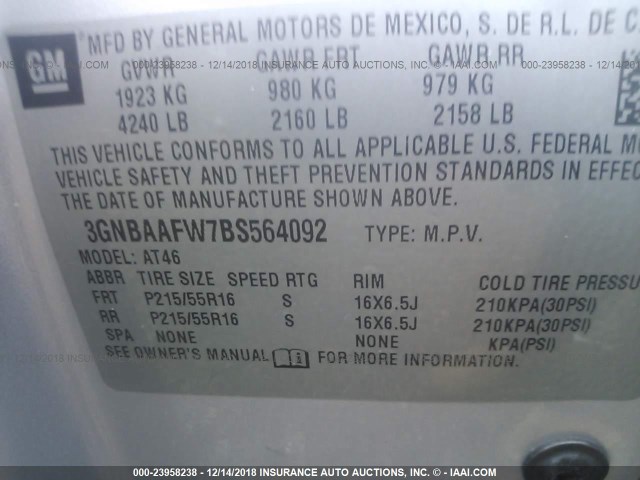 000-23958238 - 12/14/2018 INSURANCE AUTO AUCTIONS, INC. - © IAAI.COM
GM
*MFD BY GENERAL MOTORS DE MEXICO, S. DE R.L. DE C
GVWR GAWR FRT GAWR RR
1923 KG 980 KG 979 KG
4240 LB 2160 LB 2158 LB
THIS VEHICLE CONFORMS TO ALL APPLICABLE U.S. FEDERAL M
VEHICLE SAFETY AND THEFT PREVENTION STANDARDS IN EFFEC
THE DATE OF MANUFACTURE SHOWN ABOVE.
3GNBAAFW7BS564092 TYPE: M.P.V.
MODEL: AT46
ABBR TIRE SIZE SPEED RTG RIM COLD TIRE PRESSU
FRT P215/55R16 S 16X6.5J 210KPA(30PSI)
RR P215/55R16 S 16X6.5J 210KPA(30PSI)
SPA NONE NONE KPA(PSI)
SEE OWNER'S MANUAL FOR MORE INFORMATION.
000-23958238 - 12/14/2018 INSURANCE AUTO AUCTIONS, INC. - © IAAI.COM